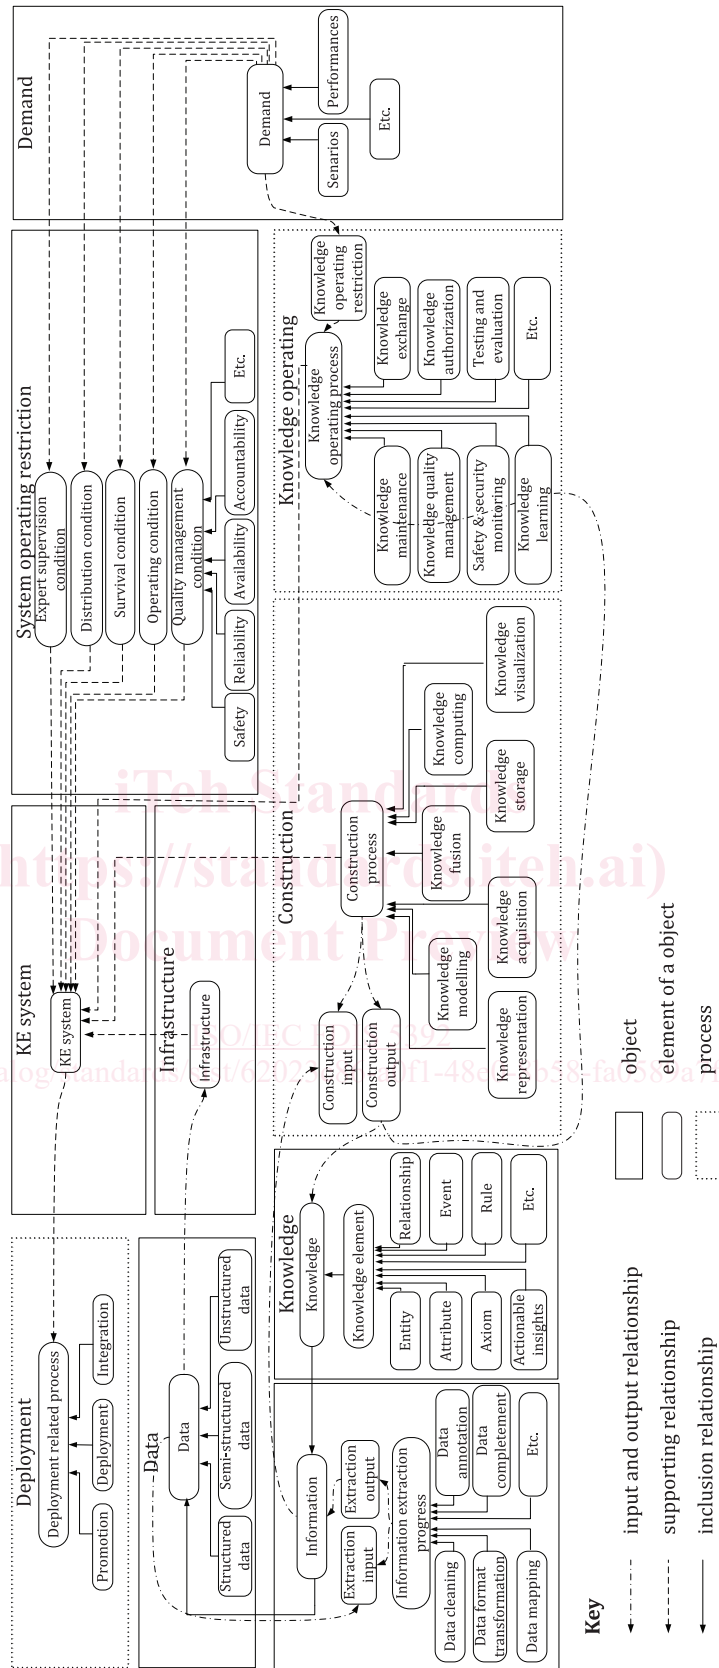 Deployment
Deployment related process
Promotion
Deployment
Integration
KE system
KE system
System operating restriction
Expert supervision
condition
Distribution condition
Survival condition
Operating condition
Quality management
condition
Safety
Reliability
Availability
Accountability
Etc.
Demand
Demand
Senarios
Performances
Etc.
Data
Data
Structured
data
Semi-structured
data
Unstructured
data
Infrastructure
Infrastructure
Information
Extraction
input
Extraction
output
Information extraction
progress
Data cleaning
Data format
transformation
Data mapping
Data
annotation
Data
completement
Etc.
Knowledge
Knowledge
Knowledge element
Entity
Attribute
Axiom
Actionable
insights
Relationship
Event
Rule
Etc.
Construction
Construction
input
Construction
output
Construction
process
Knowledge
representation
Knowledge
modelling
Knowledge
acquisition
Knowledge
fusion
Knowledge
storage
Knowledge
computing
Knowledge
visualization
Knowledge operating
Knowledge
operating process
Knowledge
operating
restriction
Knowledge
maintenance
Knowledge quality
management
Safety & security
monitoring
Knowledge
learning
Knowledge
exchange
Knowledge
authorization
Testing and
evaluation
Etc.
Key
input and output relationship
supporting relationship
inclusion relationship
object
element of a object
process
iTeh Standards
https://standards.iteh.ai)
Document Preview